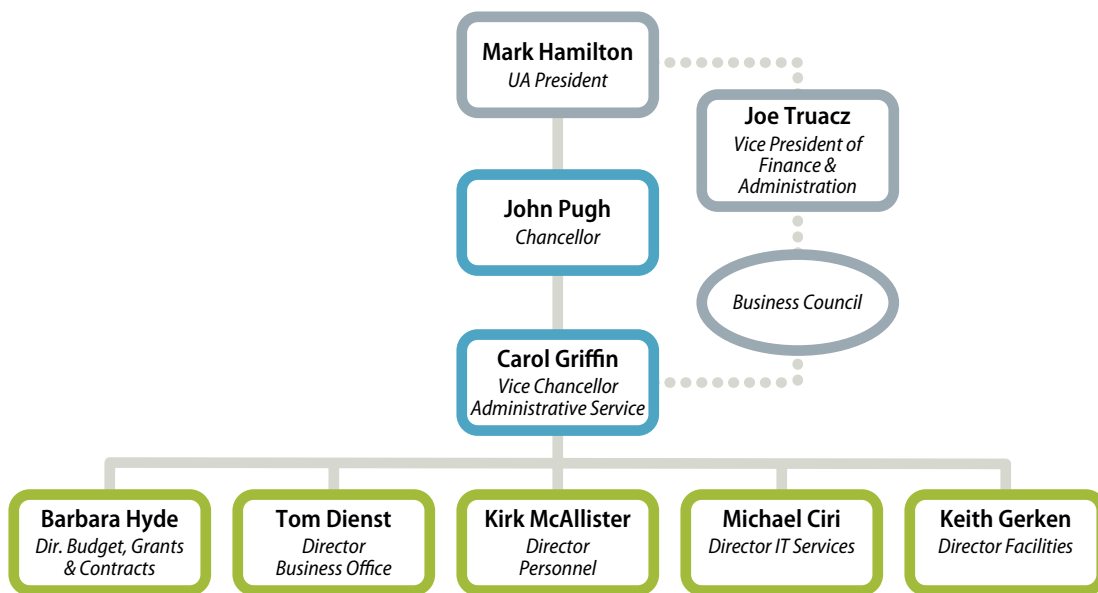 Mark Hamilton
UA President
Joe Truacz
Vice President of
Finance &
Administration
John Pugh
Chancellor
Business Council
Carol Griffin
Vice Chancellor
Administrative Service
Barbara Hyde
Dir. Budget, Grants
& Contracts
Tom Dienst
Director
Business Office
Kirk McAllister
Director
Personnel
Michael Ciri
Director IT Services
Keith Gerken
Director Facilities